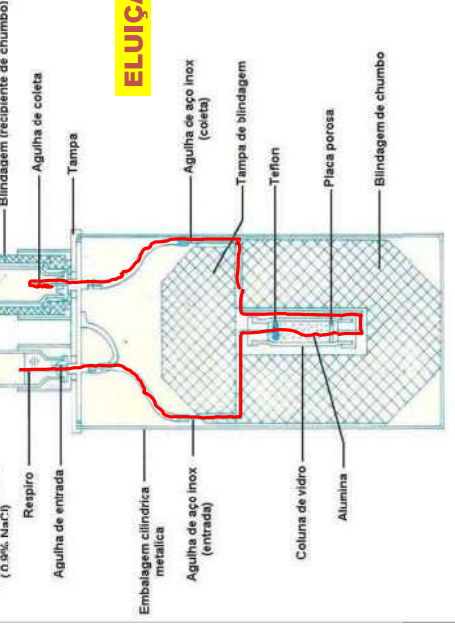 (0.9% NaCl)
Respiro
Agulha de entrada
Embalagem cilíndrica
metalica
Agulha de aço inox
(entrada)
Coluna de vidro
Alumina
Blindagem (recipiente de chumbo)
Agulha de coleta
Tampa
Agulha de aço inox
(coleta)
Tampa de blindagem
Teflon
Placa porosa
Blindagem de chumbo